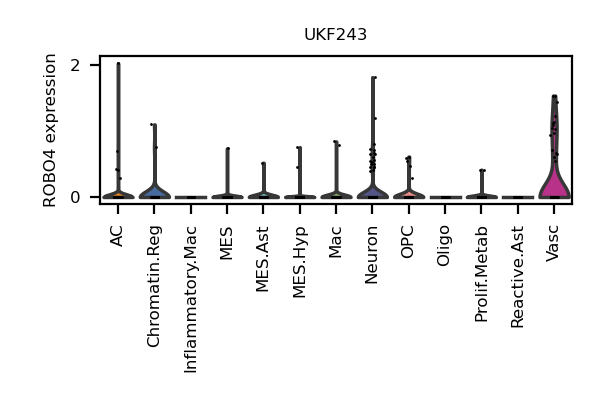 UKF243
ROBO4 expression
2
0
AC
Chromatin.Reg
Inflammatory.Mac
MES
MES.Ast
MES.Hyp
Mac
Neuron
OPC
Oligo
Prolif.Metab
Reactive.Ast
Vasc